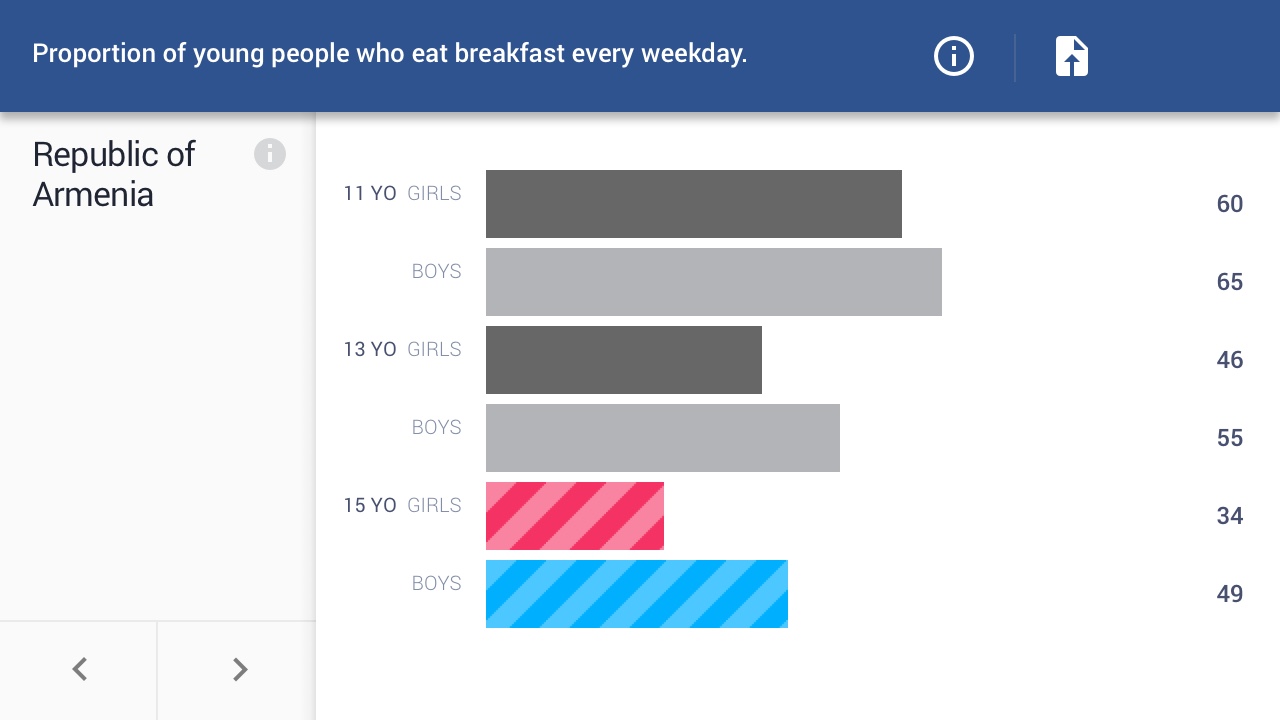 Proportion of young people who eat breakfast every weekday.
Republic of
Armenia
11 YO GIRLS 60
BOYS 65
13 YO GIRLS 46
BOYS 55
15 YO GIRLS 34
BOYS 49